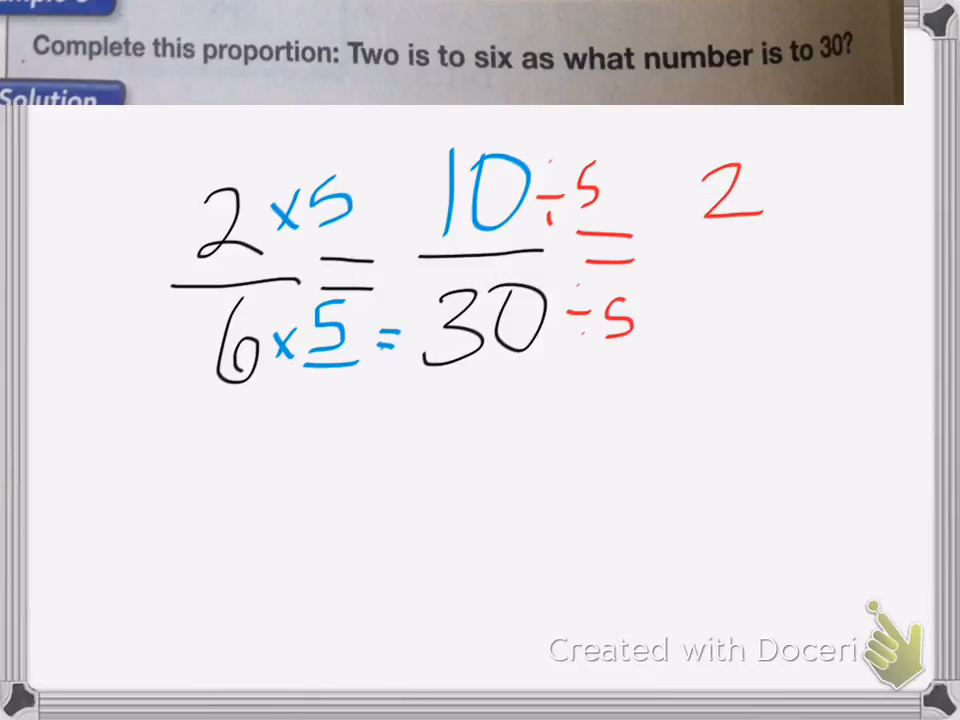 Complete this proportion: Two is to six as what number is to 30?
Solution
2 × 5 = 10 ÷ 5 = 2
6 × 5 = 30 ÷ 5
Created with Doceri